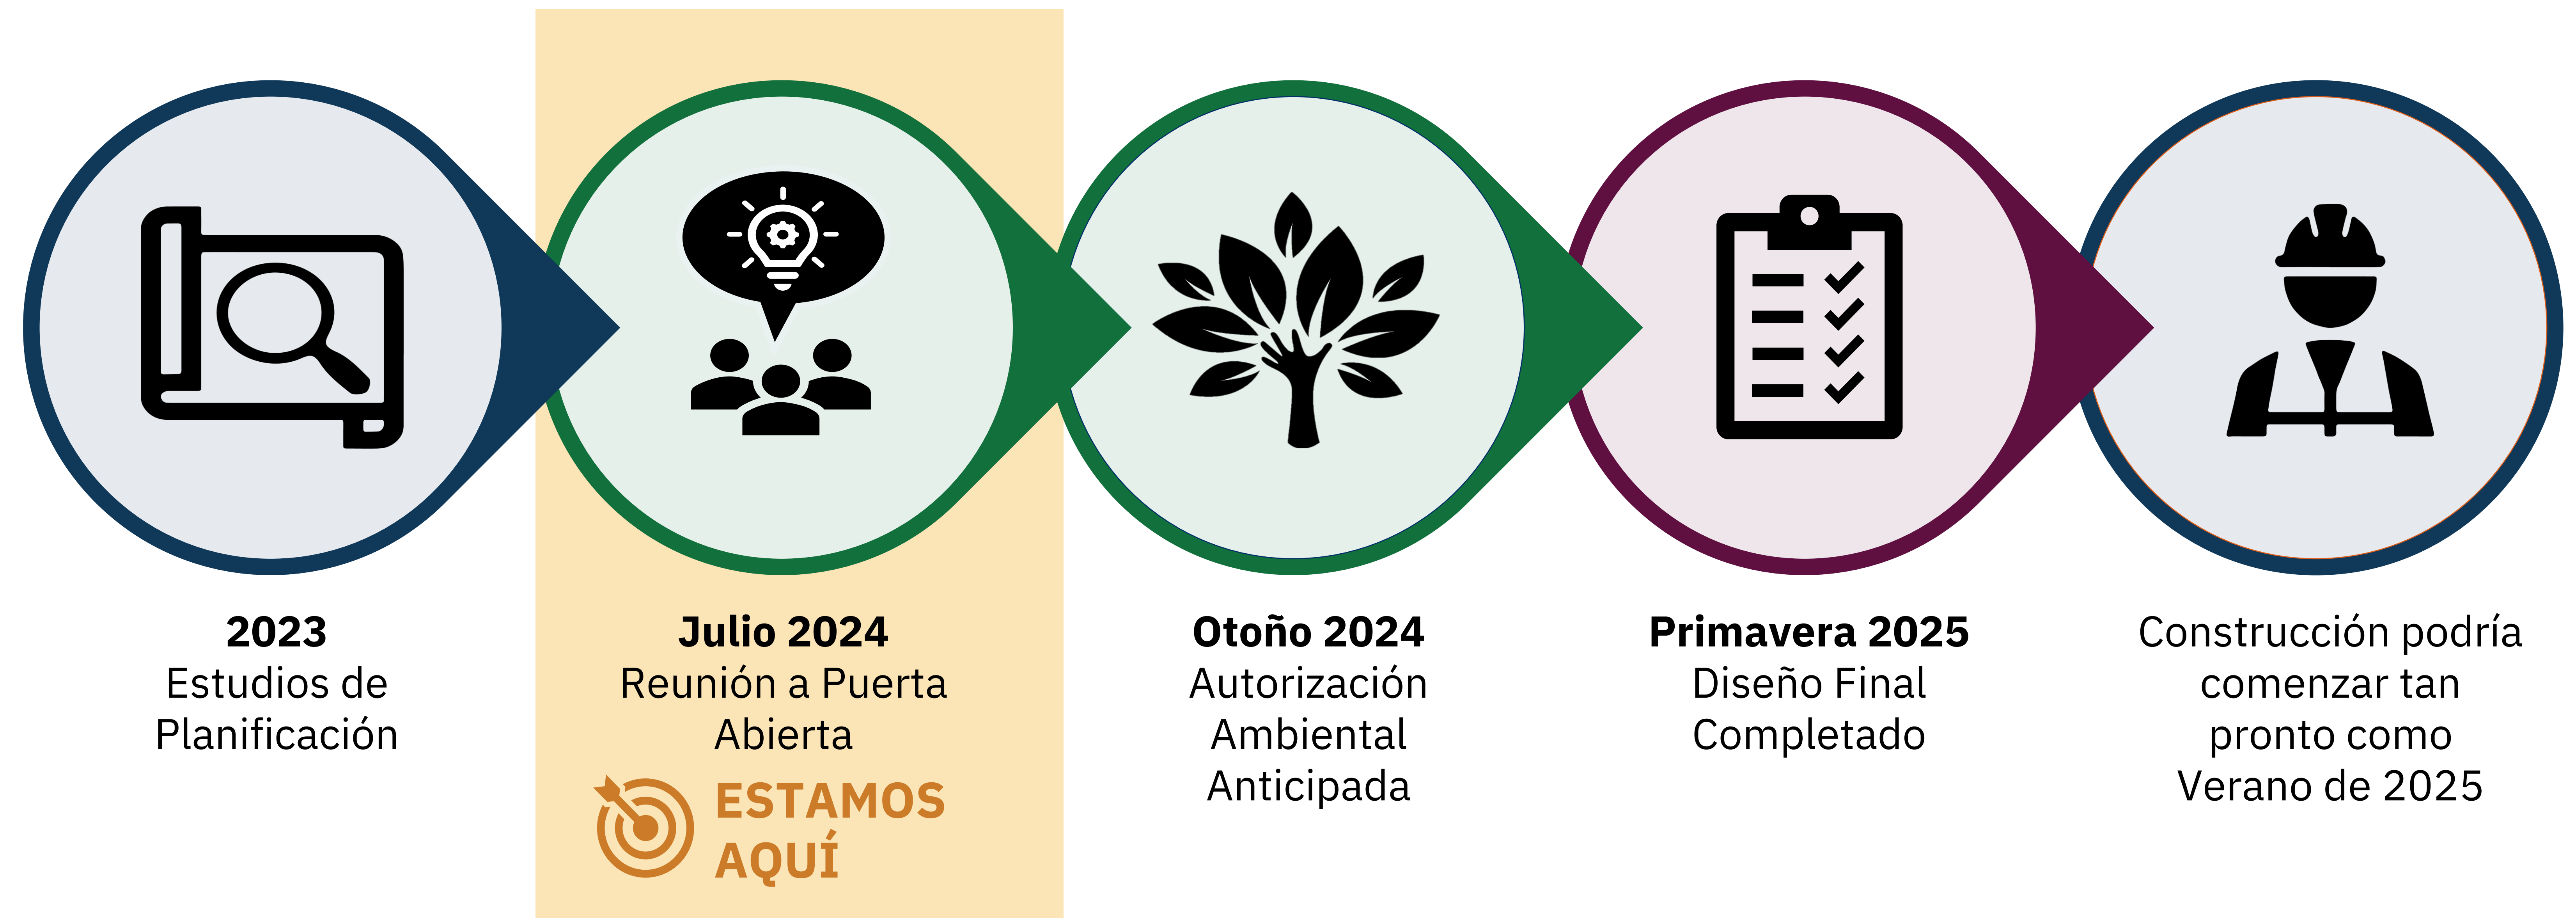 2023
Estudios de
Planificación
Julio 2024
Reunión a Puerta
Abierta
ESTAMOS
AQUÍ
Otoño 2024
Autorización
Ambiental
Anticipada
Primavera 2025
Diseño Final
Completado
Construcción podría
comenzar tan
pronto como
Verano de 2025